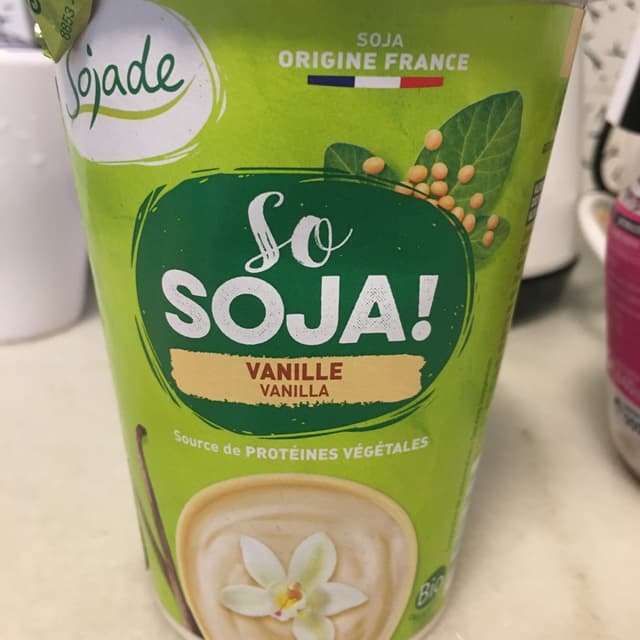 Sojade
SOJA
ORIGINE FRANCE
So
SOJA!
VANILLE
VANILLA
Source de PROTÉINES VÉGÉTALES
Bio